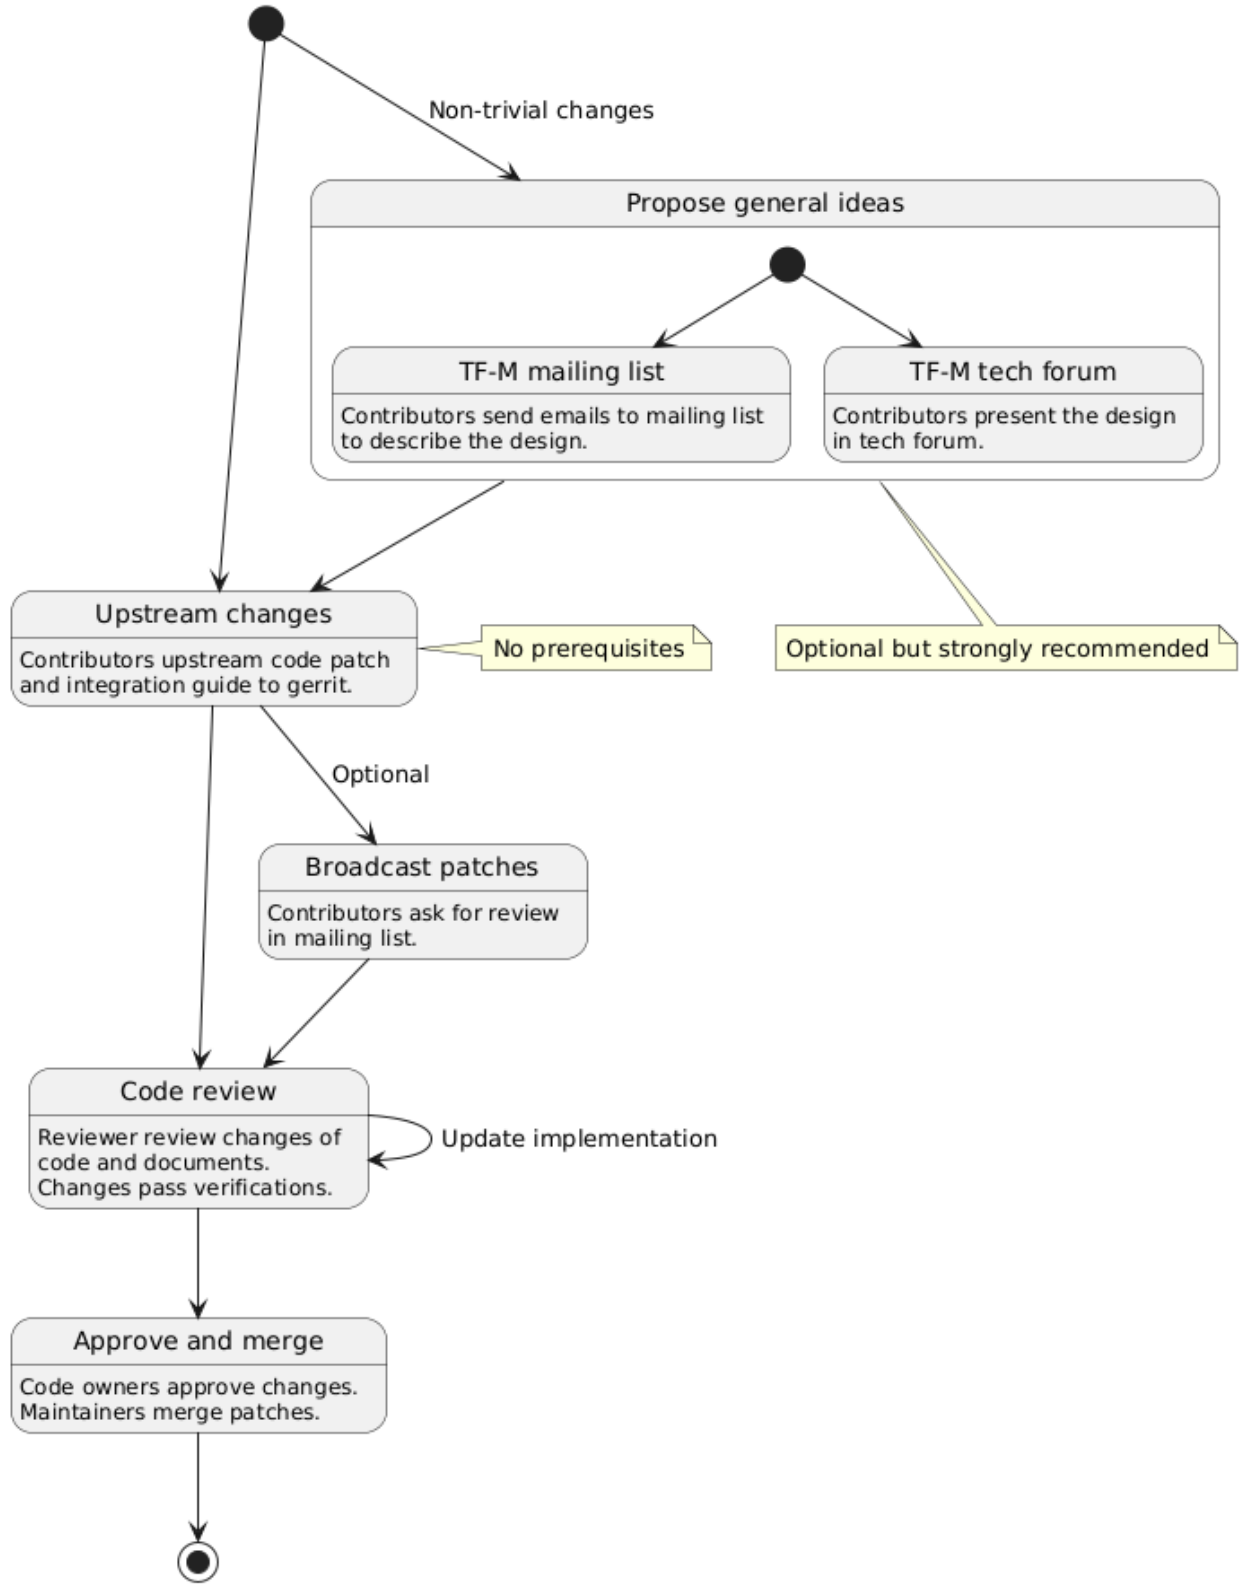 Non-trivial changes
Propose general ideas
TF-M mailing list
Contributors send emails to mailing list
to describe the design.
TF-M tech forum
Contributors present the design
in tech forum.
Upstream changes
Contributors upstream code patch
and integration guide to gerrit.
No prerequisites
Optional but strongly recommended
Optional
Broadcast patches
Contributors ask for review
in mailing list.
Code review
Reviewer review changes of
code and documents.
Changes pass verifications.
Update implementation
Approve and merge
Code owners approve changes.
Maintainers merge patches.